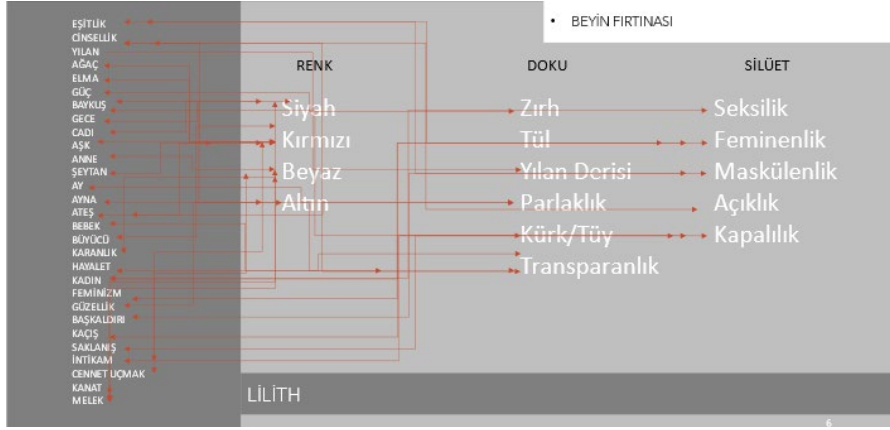 • BEYİN FIRTINASI
EŞİTLİK
CİNSELLİK
YILAN
AĞAÇ
ELMA
GÜÇ
BAYKUŞ
GECE
CADI
AŞK
ANNE
ŞEYTAN
AY
AYNA
ATEŞ
BEBEK
BÜYÜCÜ
KARANLIK
HAYALET
KADIN
FEMİNİZM
GÜZELLİK
BAŞKALDIRI
KAÇIŞ
SAKLANIŞ
İNTİKAM
CENNET UÇMAK
KANAT
MELEK
RENK
Siyah
Kırmızı
Beyaz
Altın
DOKU
Zırh
Tül
Yılan Derisi
Parlaklık
Kürk/Tüy
Transparanlık
SİLÜET
Seksilik
Feminenlik
Maskülenlik
Açıklık
Kapalılık
LİLİTH
6